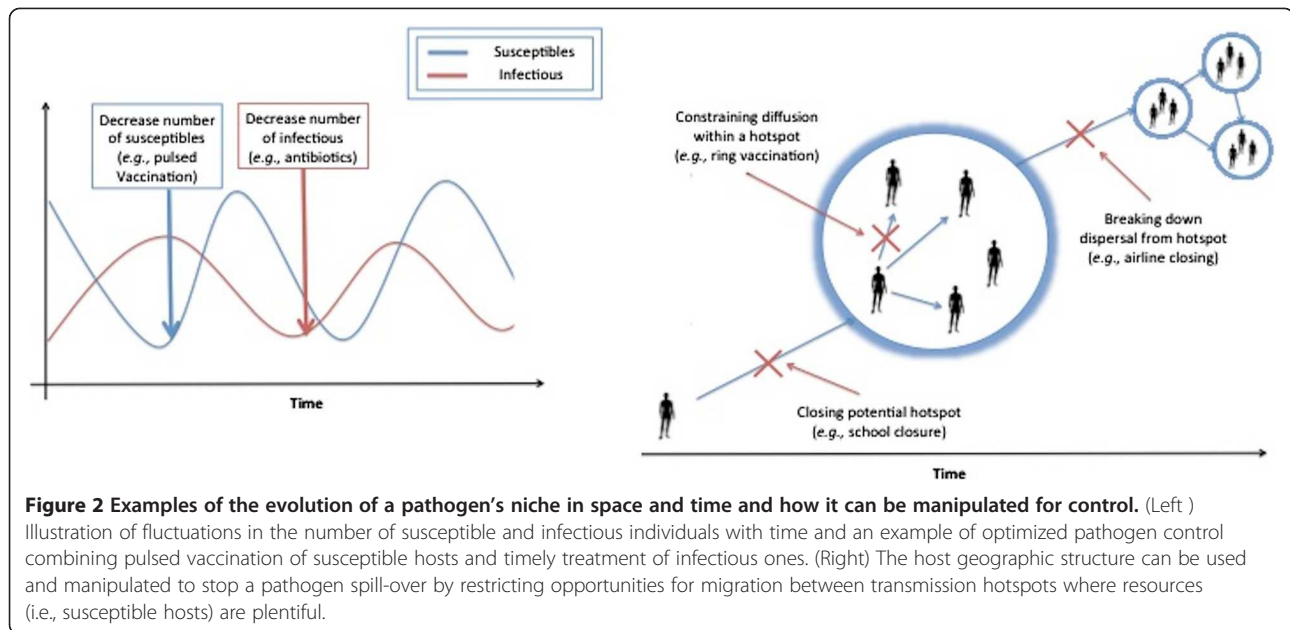 Susceptibles
Infectious
Decrease number
of susceptibles
(e.g., pulsed
Vaccination)
Decrease number
of infectious
(e.g., antibiotics)
Time
Constraining diffusion
within a hotspot
(e.g., ring vaccination)
Breaking down
dispersal from hotspot
(e.g., airline closing)
Closing potential hotspot
(e.g., school closure)
Time
Figure 2 Examples of the evolution of a pathogen's niche in space and time and how it can be manipulated for control. (Left )
Illustration of fluctuations in the number of susceptible and infectious individuals with time and an example of optimized pathogen control
combining pulsed vaccination of susceptible hosts and timely treatment of infectious ones. (Right) The host geographic structure can be used
and manipulated to stop a pathogen spill-over by restricting opportunities for migration between transmission hotspots where resources
(i.e., susceptible hosts) are plentiful.